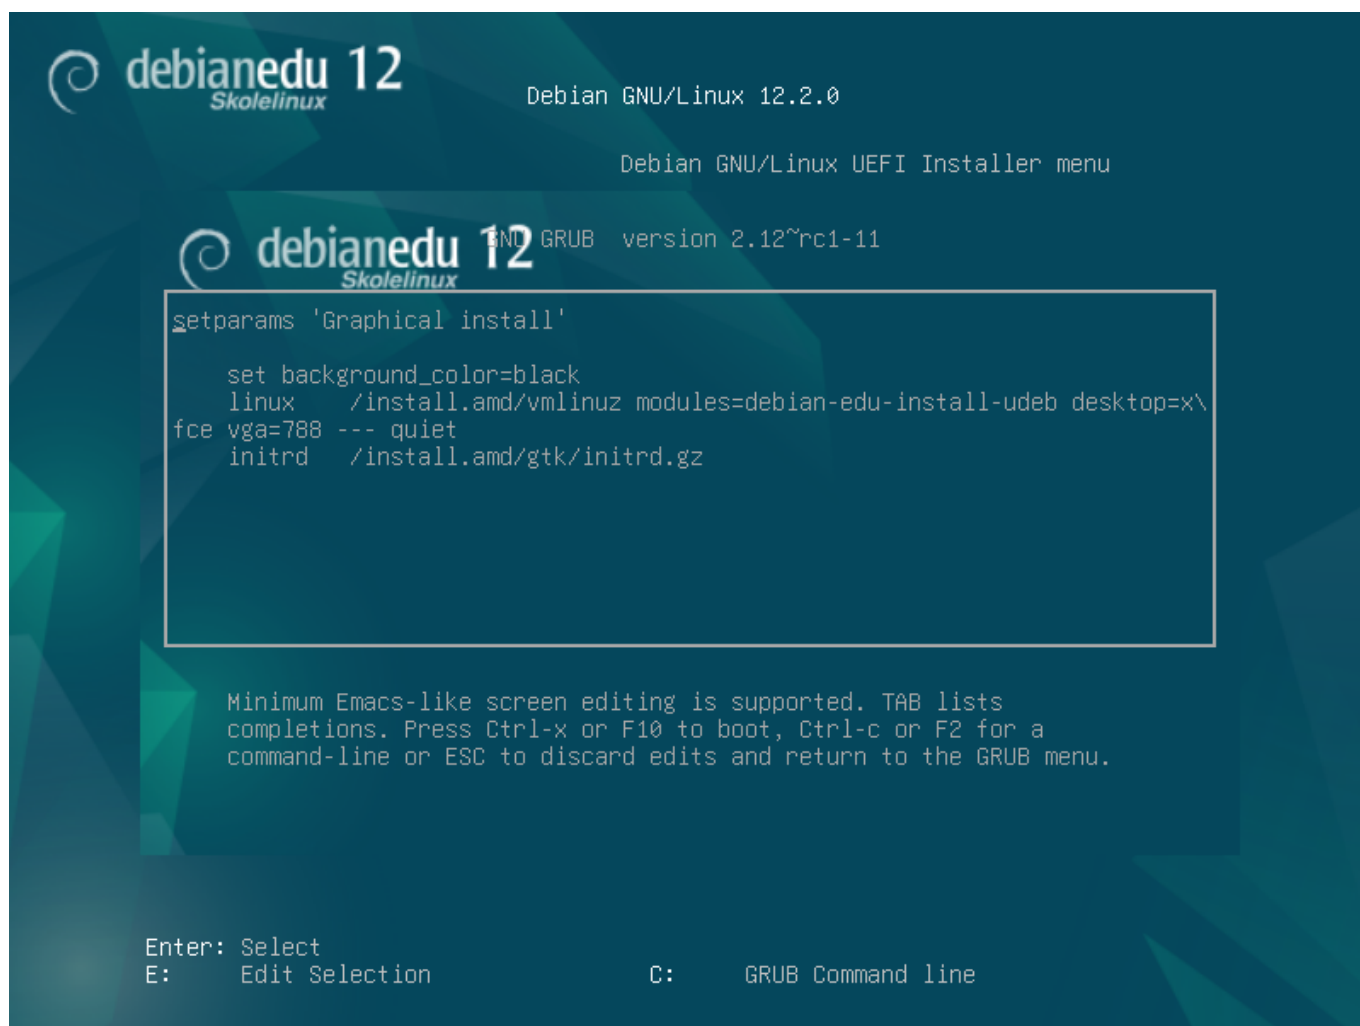 debianedu 12
Skolelinux
Debian GNU/Linux 12.2.0
Debian GNU/Linux UEFI Installer menu
debianedu 12
Skolelinux
GNU GRUB  version 2.12~rc1-11
setparams 'Graphical install'
set background_color=black
linux    /install.amd/vmlinuz modules=debian-edu-install-udeb desktop=x\
fce vga=788 --- quiet
initrd   /install.amd/gtk/initrd.gz
Minimum Emacs-like screen editing is supported. TAB lists
completions. Press Ctrl-x or F10 to boot, Ctrl-c or F2 for a
command-line or ESC to discard edits and return to the GRUB menu.
Enter: Select
E:     Edit Selection     C:     GRUB Command line